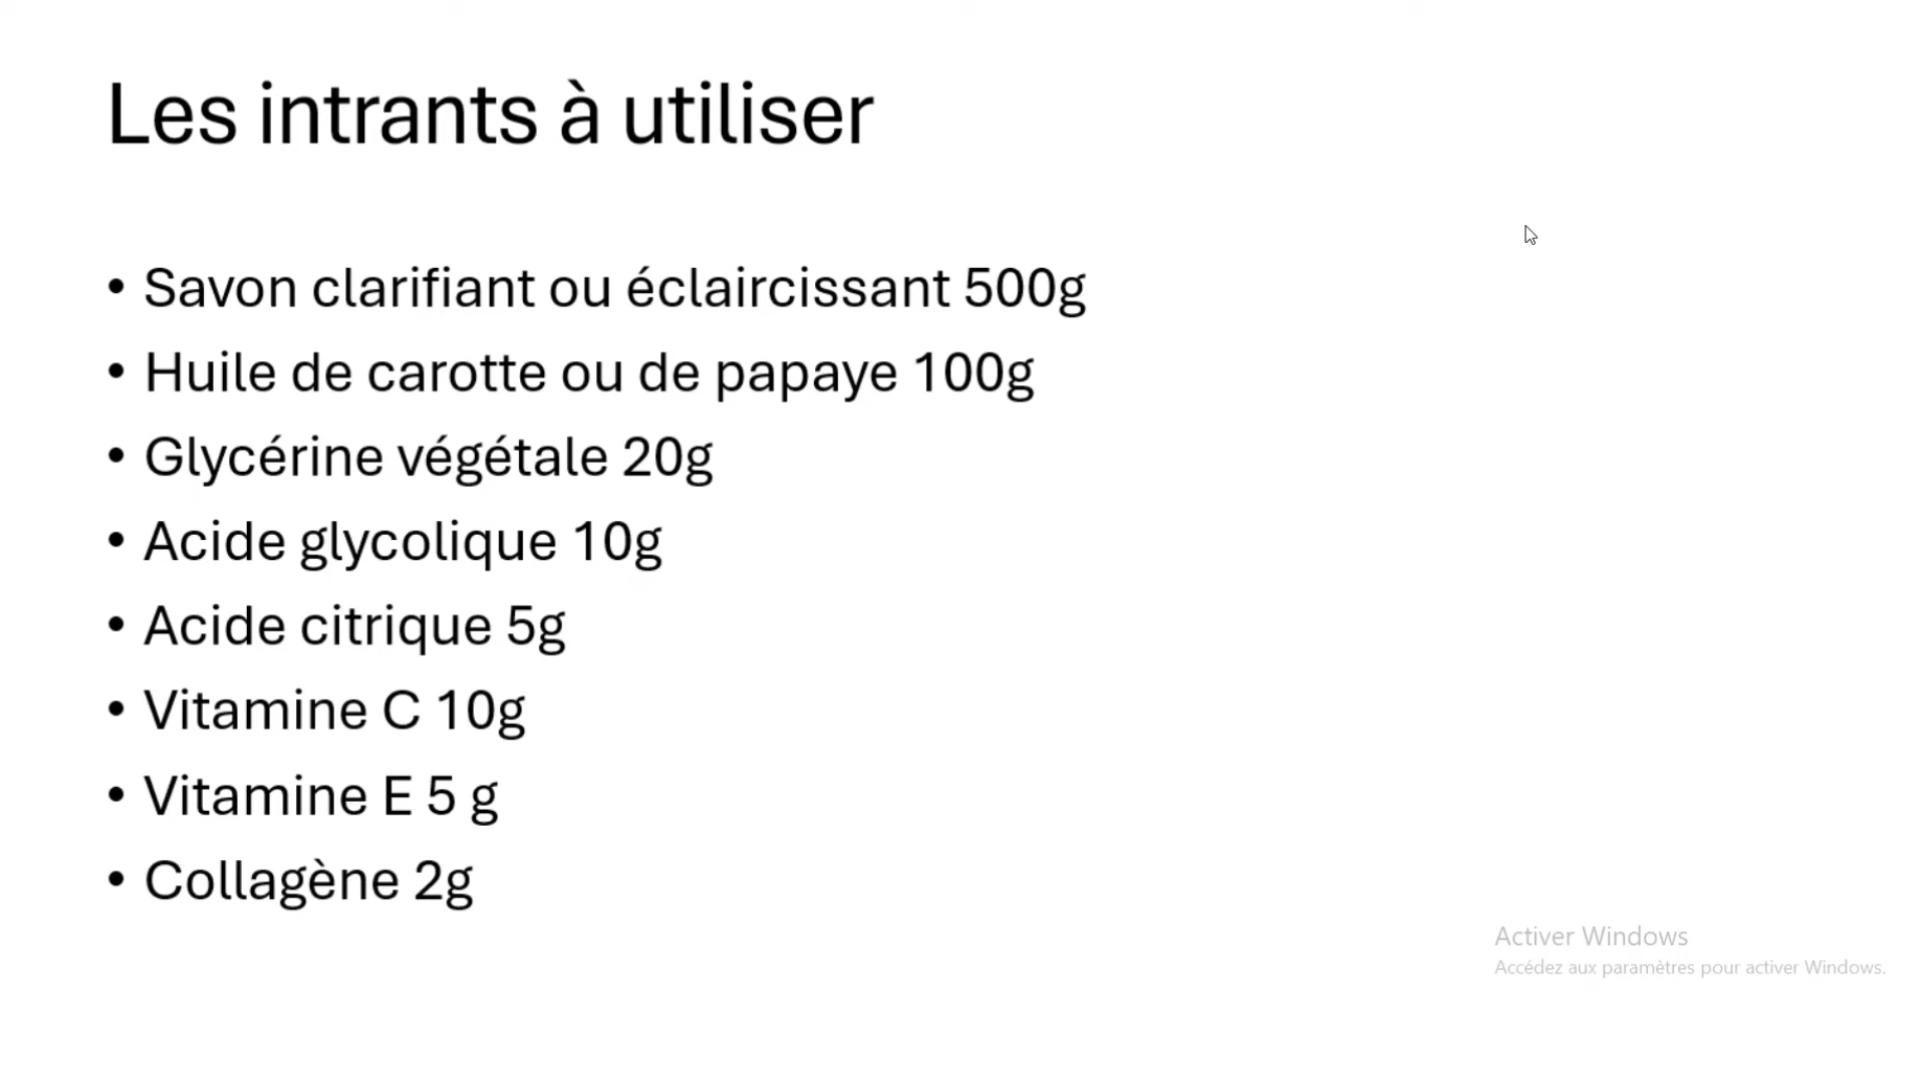 Les intrants à utiliser
• Savon clarifiant ou éclaircissant 500g
• Huile de carotte ou de papaye 100g
• Glycérine végétale 20g
• Acide glycolique 10g
• Acide citrique 5g
• Vitamine C 10g
• Vitamine E 5 g
• Collagène 2g
Activer Windows
Accédez aux paramètres pour activer Windows.